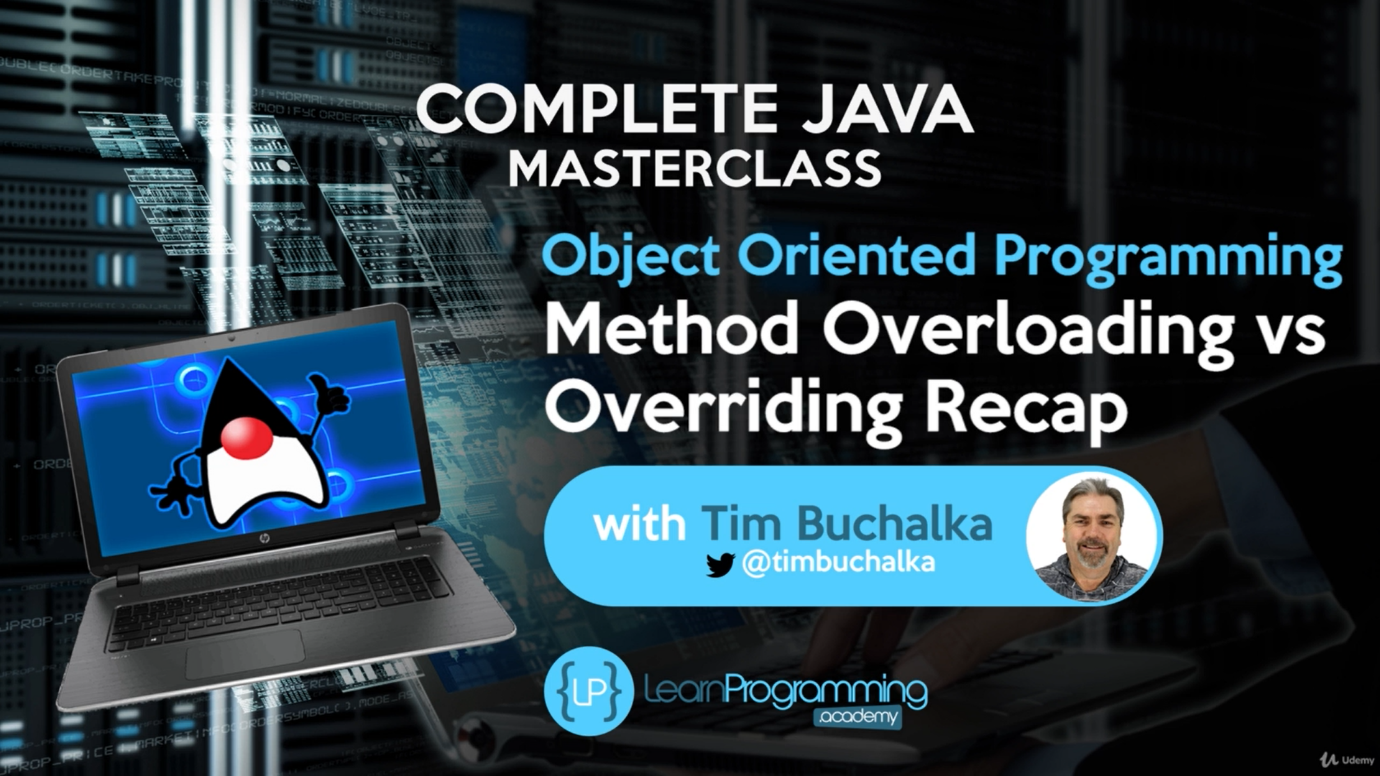 COMPLETE JAVA
MASTERCLASS
Object Oriented Programming
Method Overloading vs
Overriding Recap
with Tim Buchalka
@timbuchalka
{LP} LearnProgramming
.academy
hp
Udemy